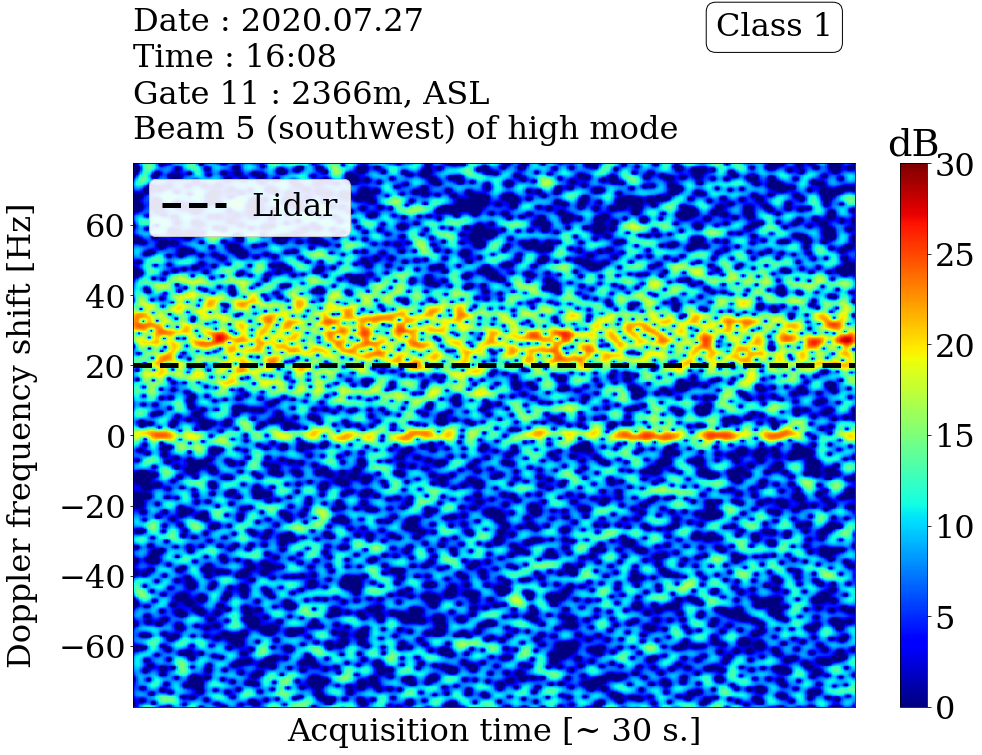 Date : 2020.07.27
Time : 16:08
Gate 11 : 2366m, ASL
Beam 5 (southwest) of high mode
Class 1
dB
Lidar
Doppler frequency shift [Hz]
60
40
20
0
−20
−40
−60
30
25
20
15
10
5
0
Acquisition time [~ 30 s.]